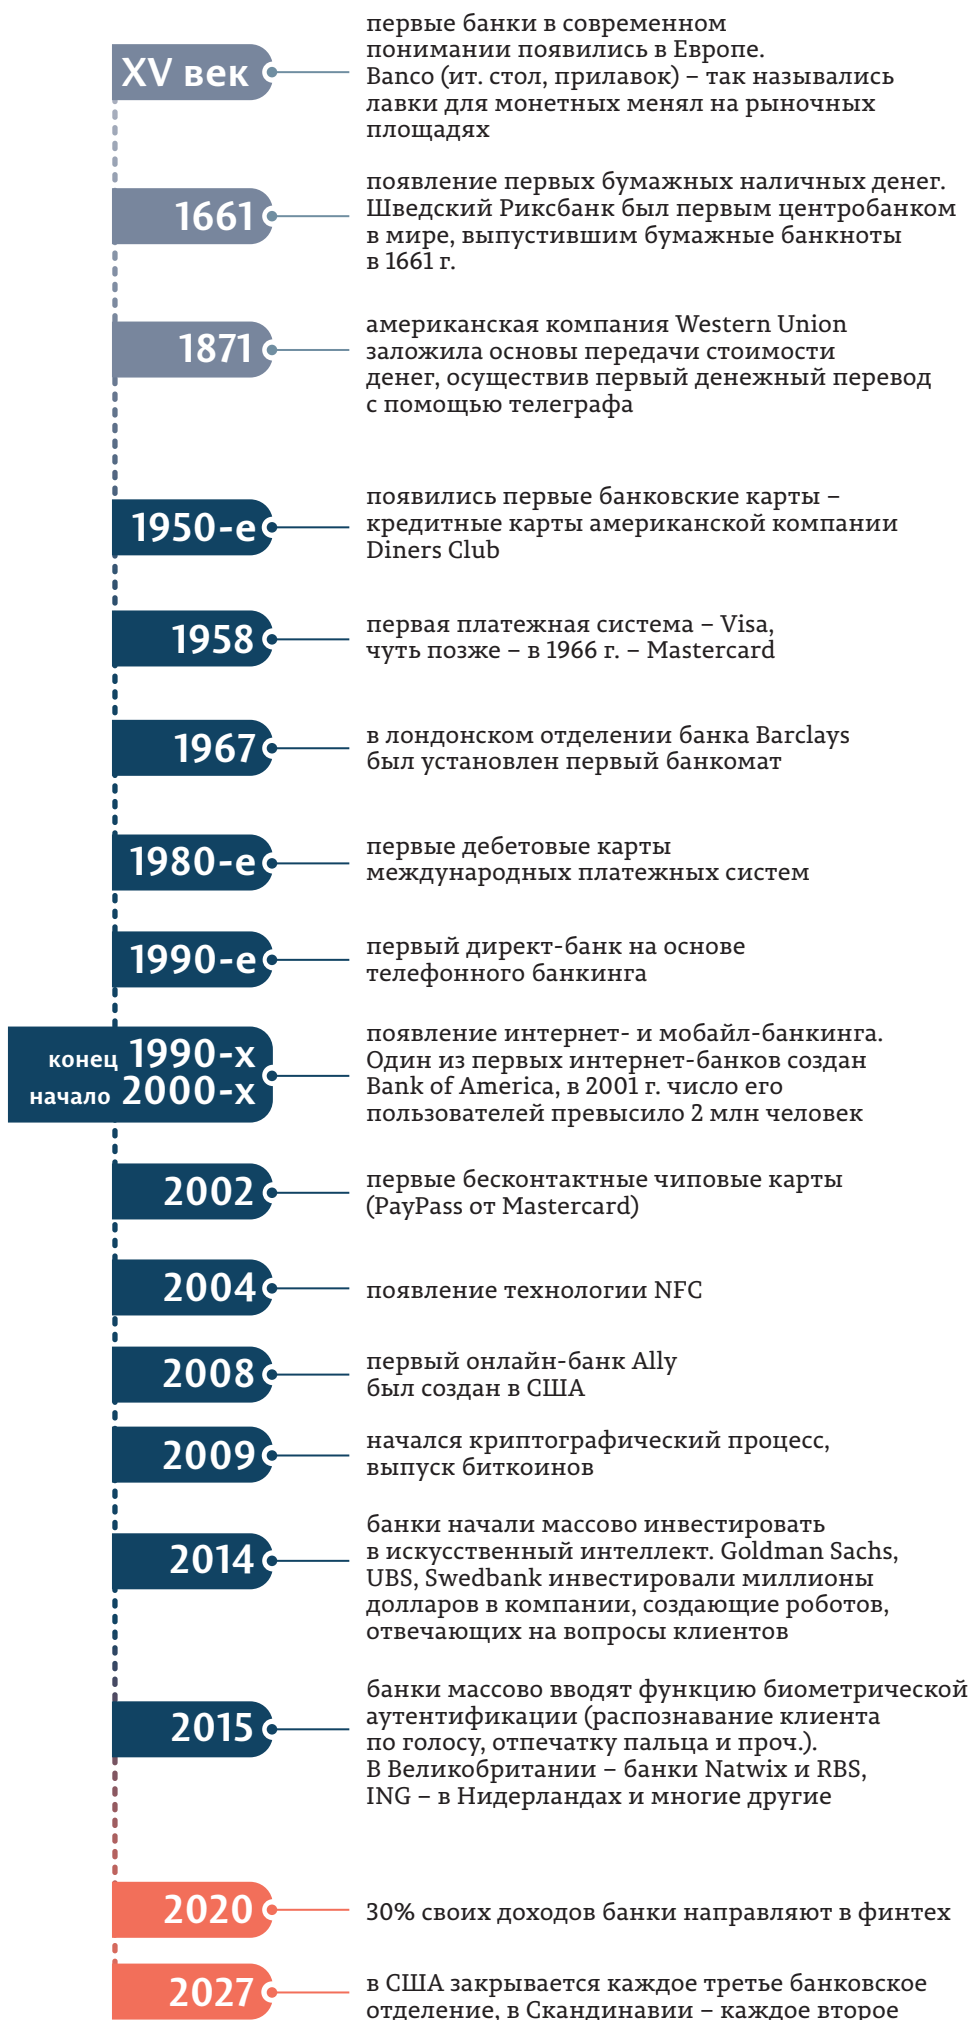 XV век
первые банки в современном
понимании появились в Европе.
Banco (ит. стол, прилавок) – так назывались
лавки для монетных менял на рыночных
площадях
1661
появление первых бумажных наличных денег.
Шведский Риксбанк был первым центробанком
в мире, выпустившим бумажные банкноты
в 1661 г.
1871
американская компания Western Union
заложила основы передачи стоимости
денег, осуществив первый денежный перевод
с помощью телеграфа
1950-е
появились первые банковские карты –
кредитные карты американской компании
Diners Club
1958
первая платежная система – Visa,
чуть позже – в 1966 г. – Mastercard
1967
в лондонском отделении банка Barclays
был установлен первый банкомат
1980-е
первые дебетовые карты
международных платежных систем
1990-е
первый директ-банк на основе
телефонного банкинга
конец 1990-х
начало 2000-х
появление интернет- и мобайл-банкинга.
Один из первых интернет-банков создан
Bank of America, в 2001 г. число его
пользователей превысило 2 млн человек
2002
первые бесконтактные чиповые карты
(PayPass от Mastercard)
2004
появление технологии NFC
2008
первый онлайн-банк Ally
был создан в США
2009
начался криптографический процесс,
выпуск биткоинов
2014
банки начали массово инвестировать
в искусственный интеллект. Goldman Sachs,
UBS, Swedbank инвестировали миллионы
долларов в компании, создающие роботов,
отвечающих на вопросы клиентов
2015
банки массово вводят функцию биометрической
аутентификации (распознавание клиента
по голосу, отпечатку пальца и проч.).
В Великобритании – банки Natwix и RBS,
ING – в Нидерландах и многие другие
2020
30% своих доходов банки направляют в финтех
2027
в США закрывается каждое третье банковское
отделение, в Скандинавии – каждое второе